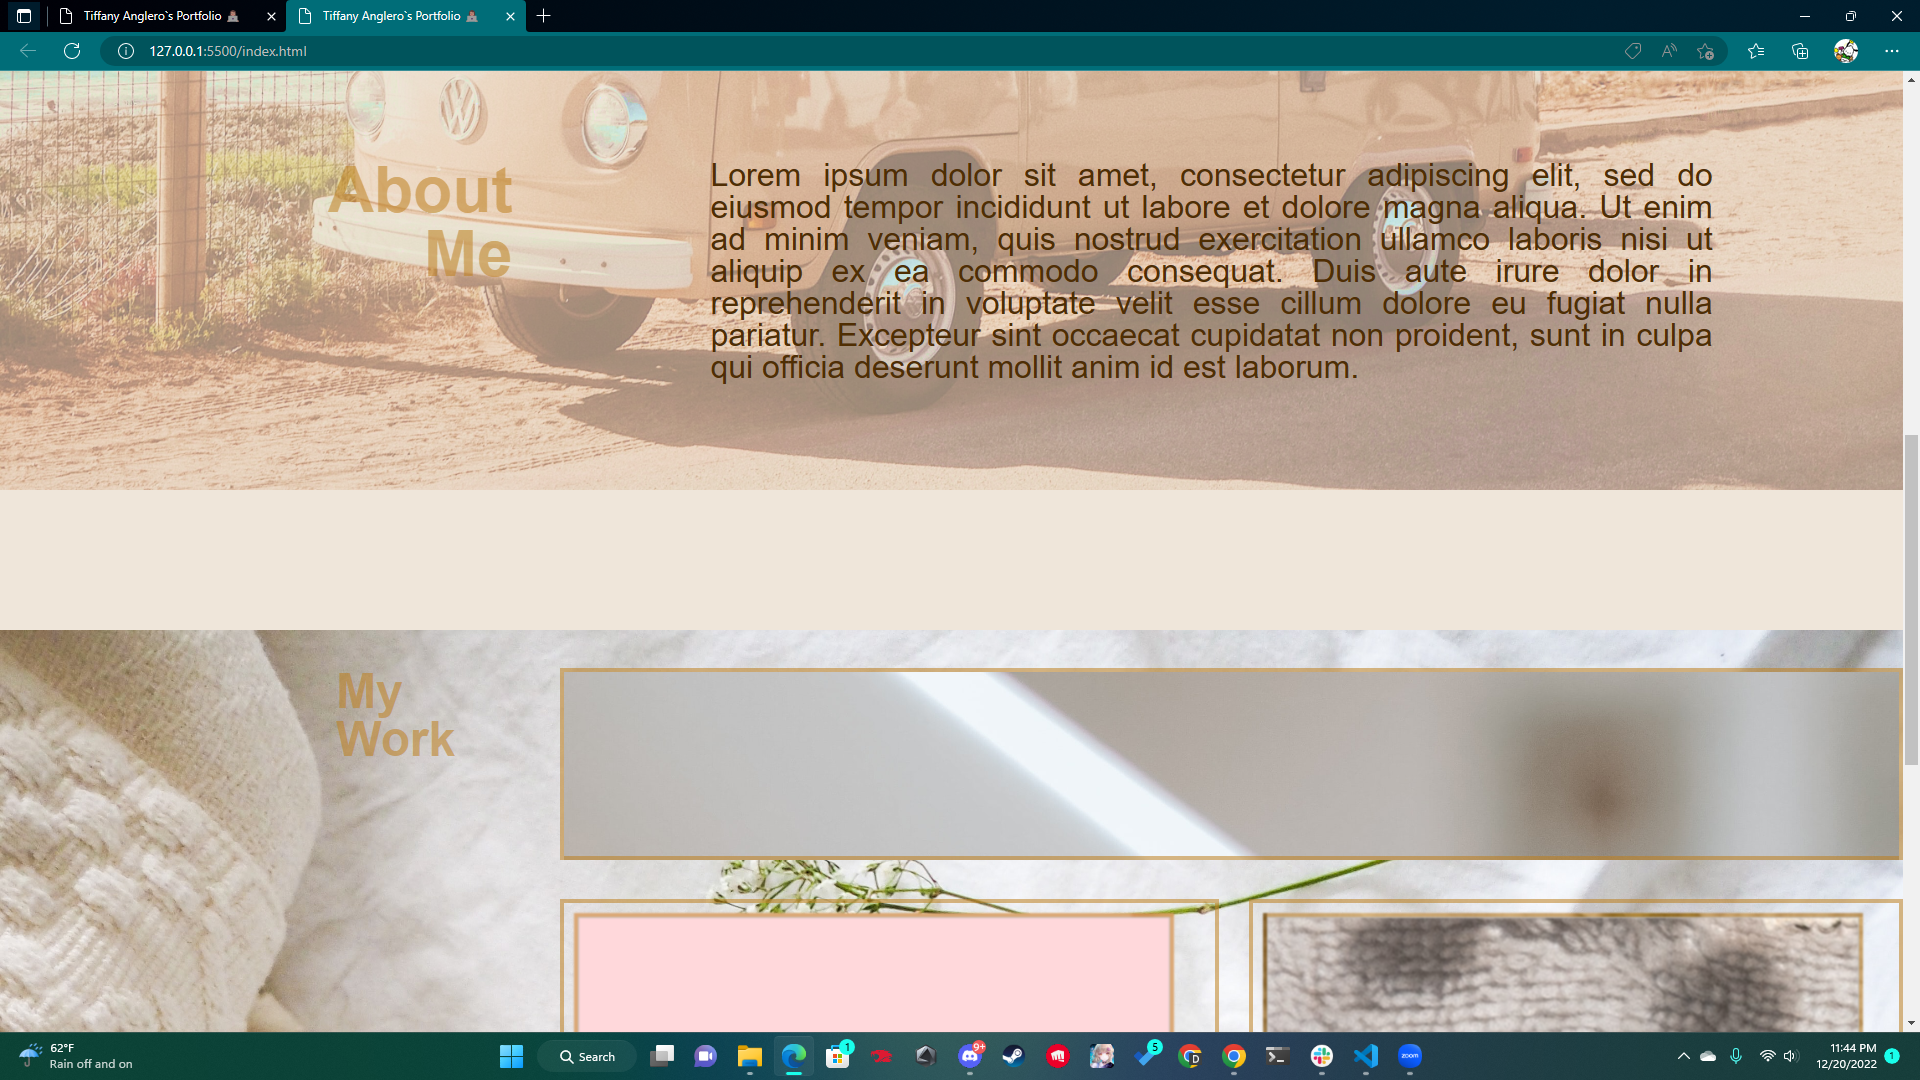 Tiffany Anglero`s Portfolio
Tiffany Anglero`s Portfolio
127.0.0.1:5500/index.html
About
Me
Lorem ipsum dolor sit amet, consectetur adipiscing elit, sed do
eiusmod tempor incididunt ut labore et dolore magna aliqua. Ut enim
ad minim veniam, quis nostrud exercitation ullamco laboris nisi ut
aliquip ex ea commodo consequat. Duis aute irure dolor in
reprehenderit in voluptate velit esse cillum dolore eu fugiat nulla
pariatur. Excepteur sint occaecat cupidatat non proident, sunt in culpa
qui officia deserunt mollit anim id est laborum.
My
Work
62°F
Rain off and on
Search
1
9+
5
D
zoom
11:44 PM
12/20/2022
1